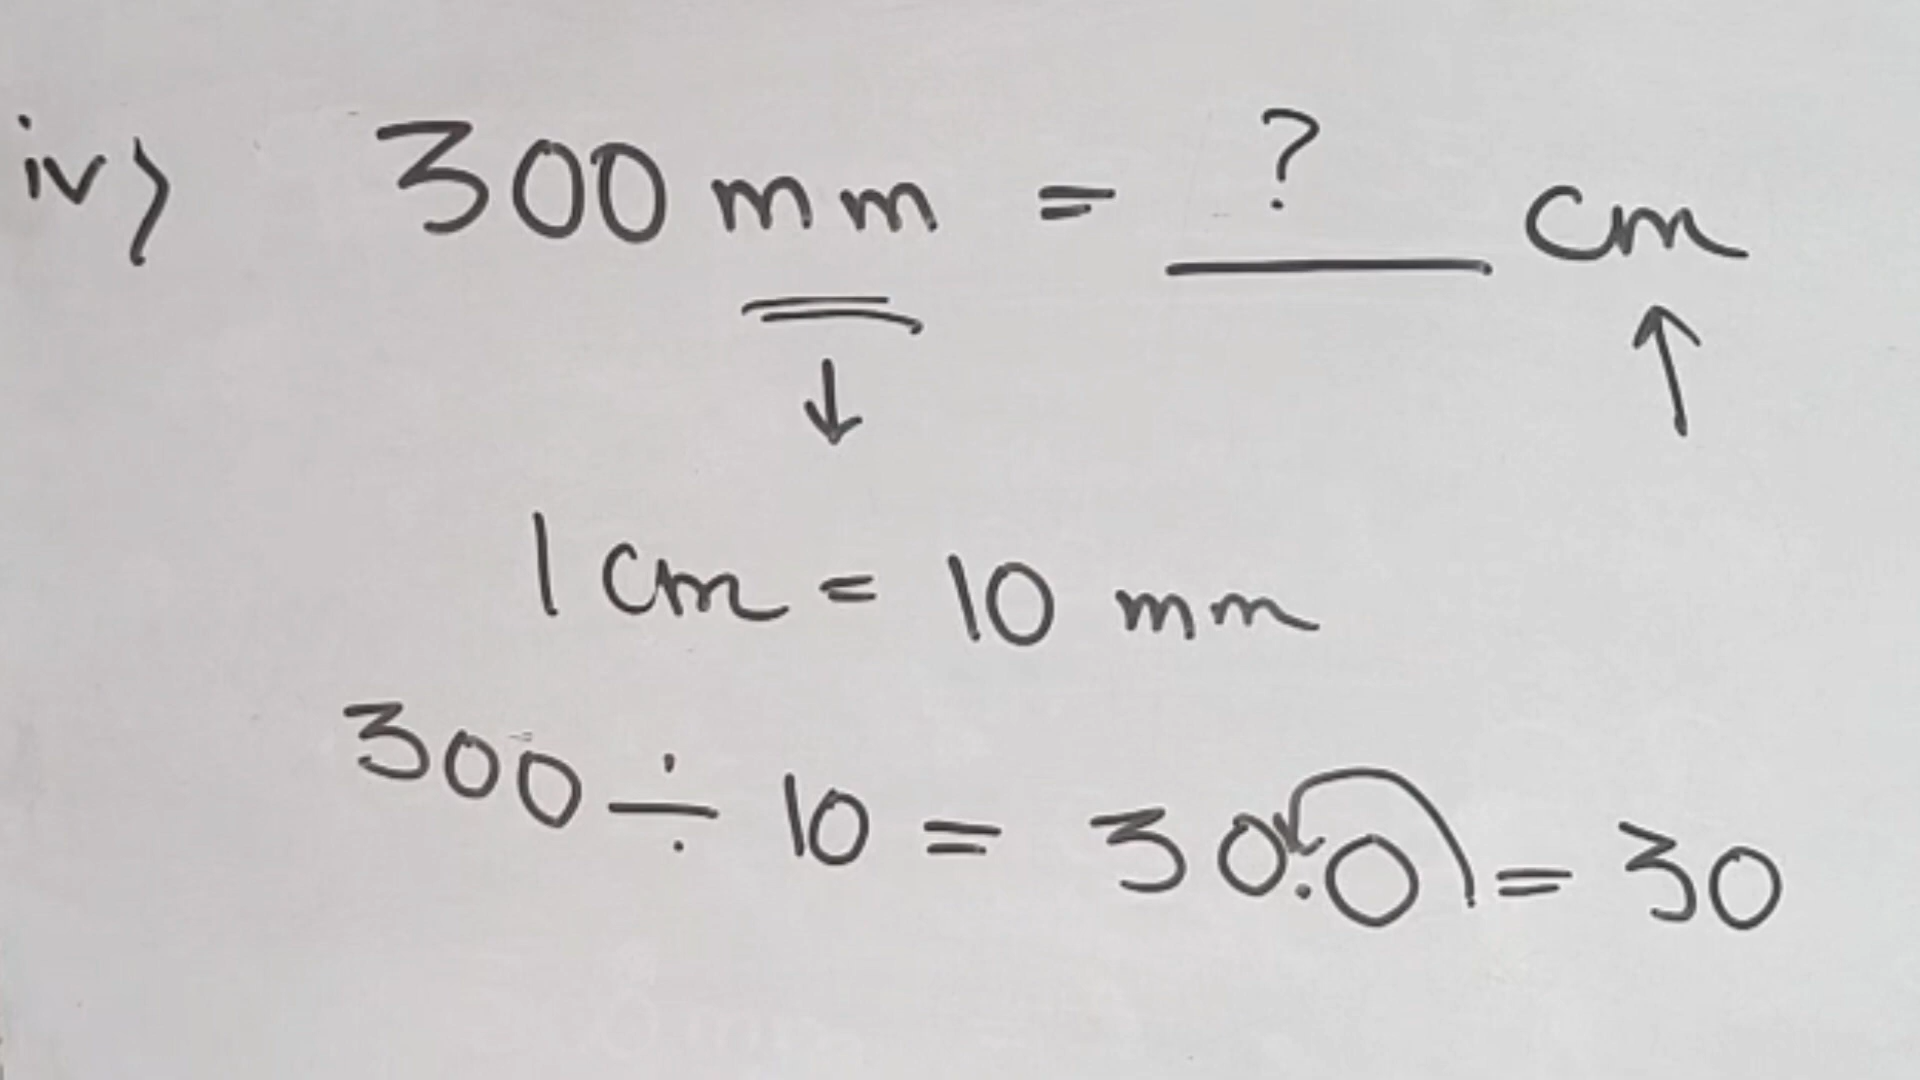 iv) 300 mm = ? cm
1 cm = 10 mm
300 ÷ 10 = 30.0 = 30